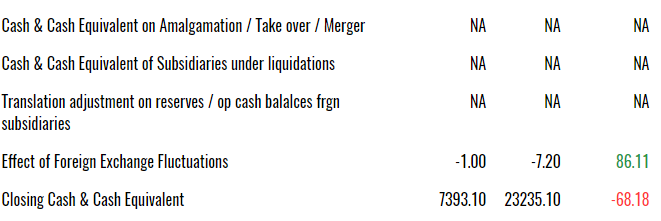 Cash & Cash Equivalent on Amalgamation / Take over / Merger NA NA NA
Cash & Cash Equivalent of Subsidiaries under liquidations NA NA NA
Translation adjustment on reserves / op cash balalces frgn NA NA NA
subsidiaries
Effect of Foreign Exchange Fluctuations -1.00 -7.20 86.11
Closing Cash & Cash Equivalent 7393.10 23235.10 -68.18